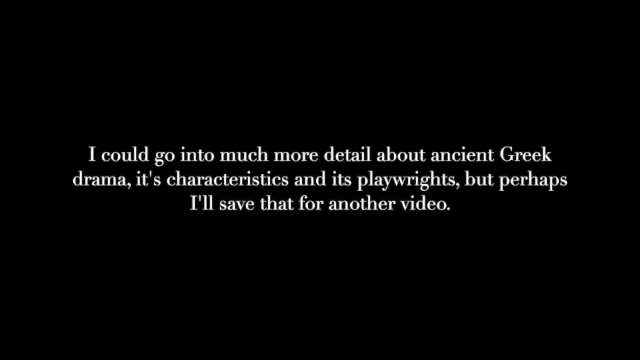 I could go into much more detail about ancient Greek
drama, it's characteristics and its playwrights, but perhaps
I'll save that for another video.